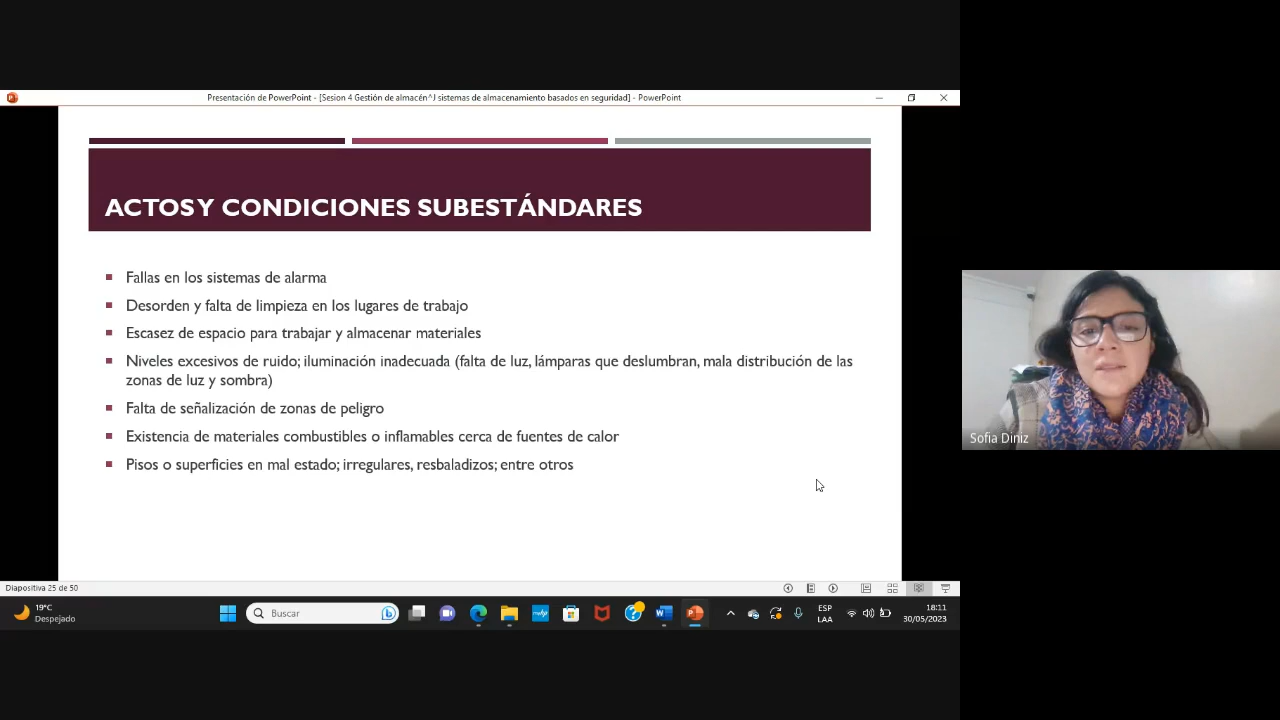 Presentación de PowerPoint - [Sesion 4 Gestión de almacén^J sistemas de almacenamiento basados en seguridad] - PowerPoint
ACTOS Y CONDICIONES SUBESTÁNDARES
Fallas en los sistemas de alarma
Desorden y falta de limpieza en los lugares de trabajo
Escasez de espacio para trabajar y almacenar materiales
Niveles excesivos de ruido; iluminación inadecuada (falta de luz, lámparas que deslumbran, mala distribución de las
zonas de luz y sombra)
Falta de señalización de zonas de peligro
Existencia de materiales combustibles o inflamables cerca de fuentes de calor
Pisos o superficies en mal estado; irregulares, resbaladizos; entre otros
Sofia Diniz
Diapositiva 25 de 50
19°C
Despejado
Buscar
ESP
LAA
18:11
30/05/2023